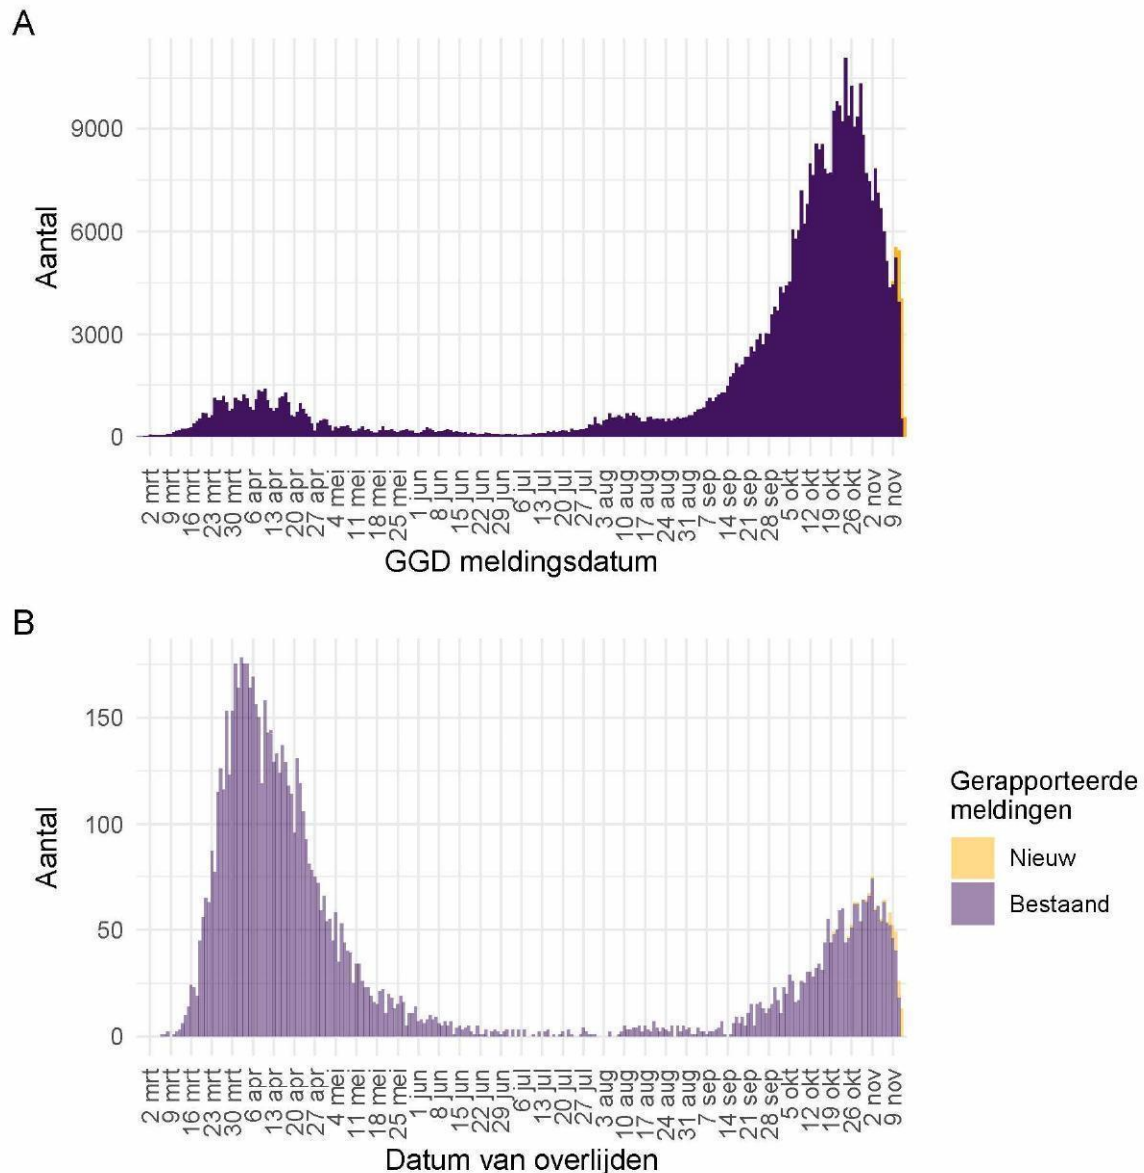 A
9000
6000
3000
0
Aantal
2 mrt
9 mrt
16 mrt
23 mrt
30 mrt
6 apr
13 apr
20 apr
27 apr
4 mei
11 mei
18 mei
25 mei
1 jun
8 jun
15 jun
22 jun
29 jun
6 jul
13 jul
20 jul
27 jul
3 aug
10 aug
17 aug
24 aug
31 aug
7 sep
14 sep
21 sep
28 sep
5 okt
12 okt
19 okt
26 okt
2 nov
9 nov
GGD meldingsdatum
B
150
100
50
0
Aantal
2 mrt
9 mrt
16 mrt
23 mrt
30 mrt
6 apr
13 apr
20 apr
27 apr
4 mei
11 mei
18 mei
25 mei
1 jun
8 jun
15 jun
22 jun
29 jun
6 jul
13 jul
20 jul
27 jul
3 aug
10 aug
17 aug
24 aug
31 aug
7 sep
14 sep
21 sep
28 sep
5 okt
12 okt
19 okt
26 okt
2 nov
9 nov
Datum van overlijden
Gerapporteerde
meldingen
Nieuw
Bestaand